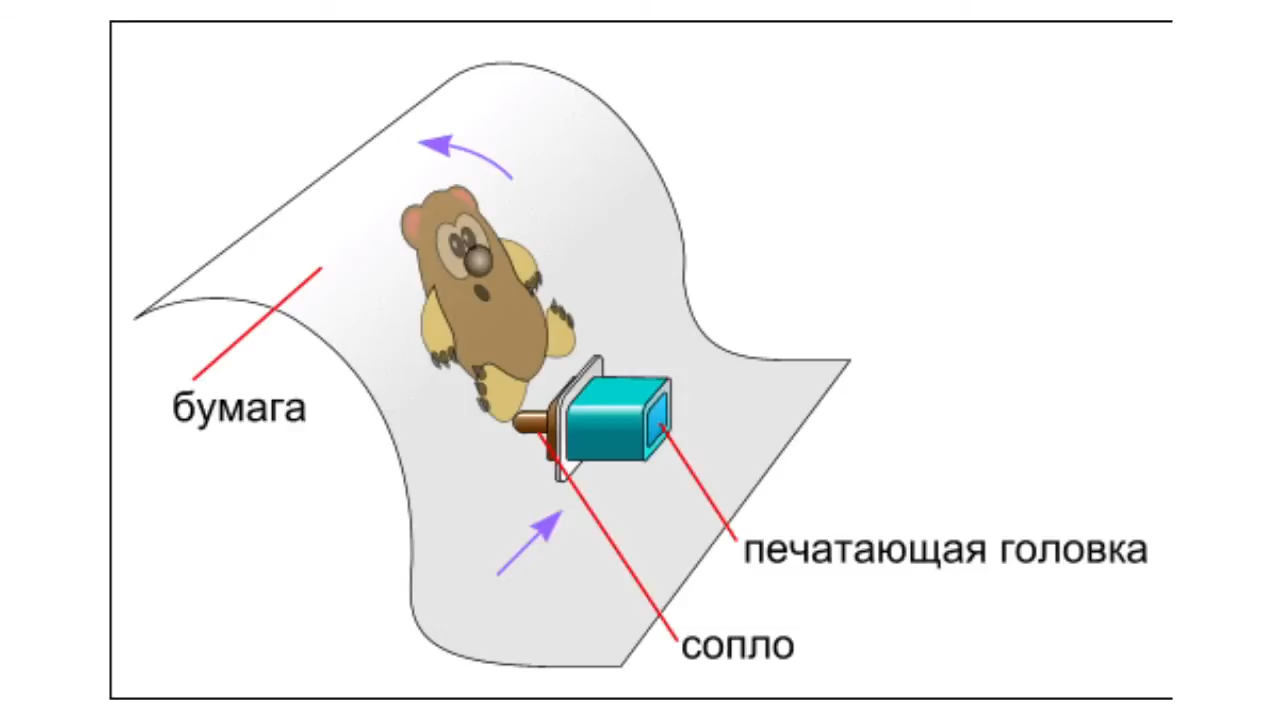 бумага
печатающая головка
сопло